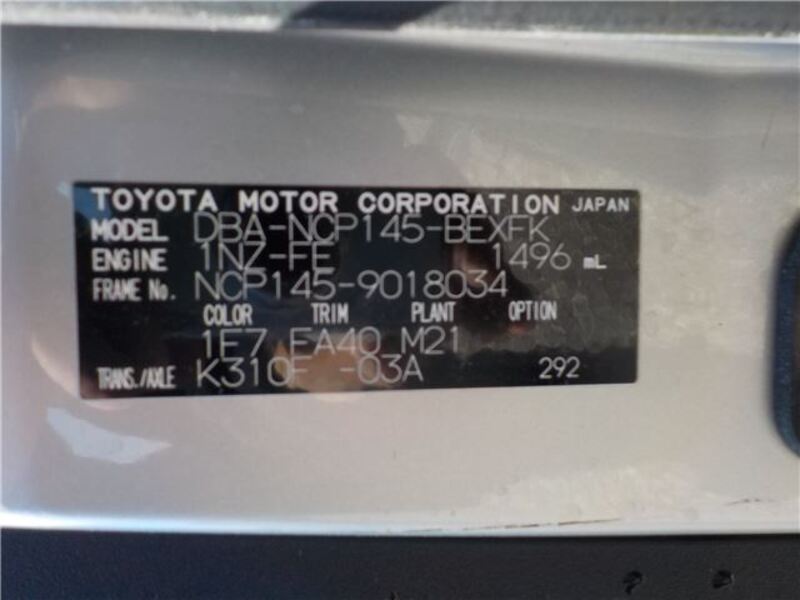 TOYOTA MOTOR CORPORATION JAPAN
MODEL DBA-NCP145-BEXFK
ENGINE 1NZ-FE 1496 mL
FRAME No. NCP145-9018034
COLOR TRIM PLANT OPTION
1E7 FA40 M21
TRANS./AXLE K310F -03A 292